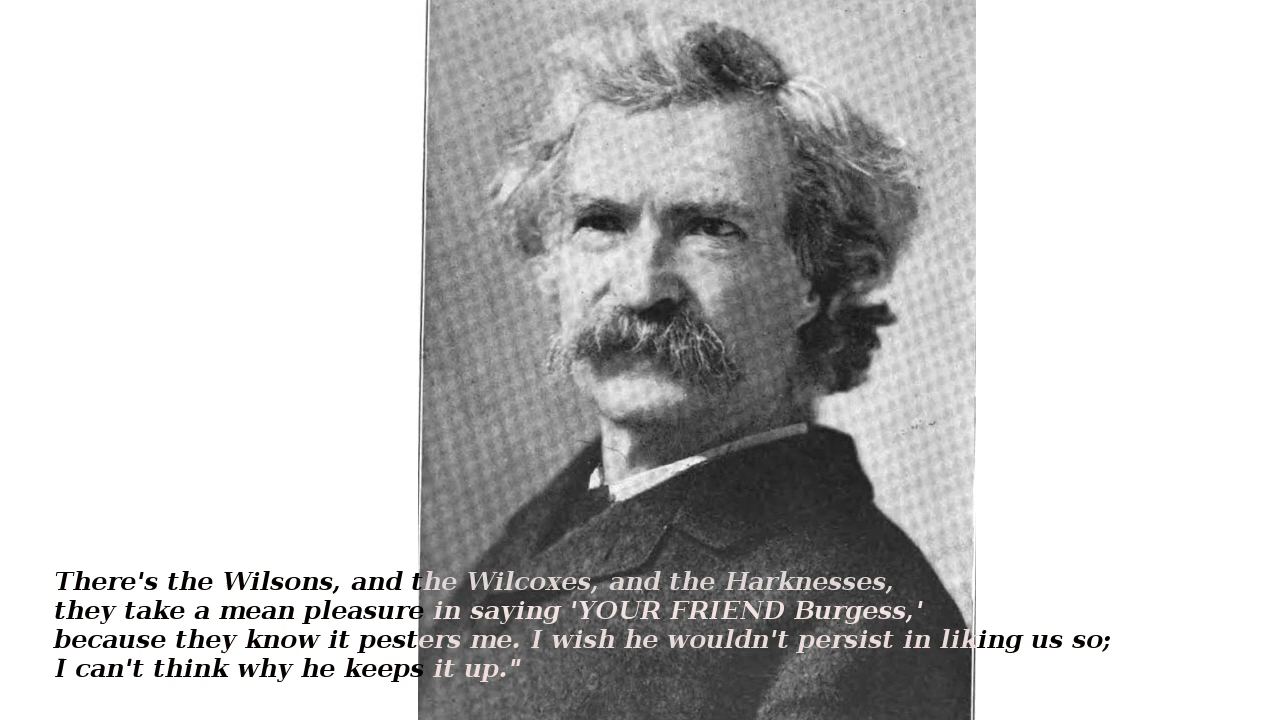 There's the Wilsons, and the Wilcoxes, and the Harknesses,
they take a mean pleasure in saying 'YOUR FRIEND Burgess,'
because they know it pesters me. I wish he wouldn't persist in liking us so;
I can't think why he keeps it up."